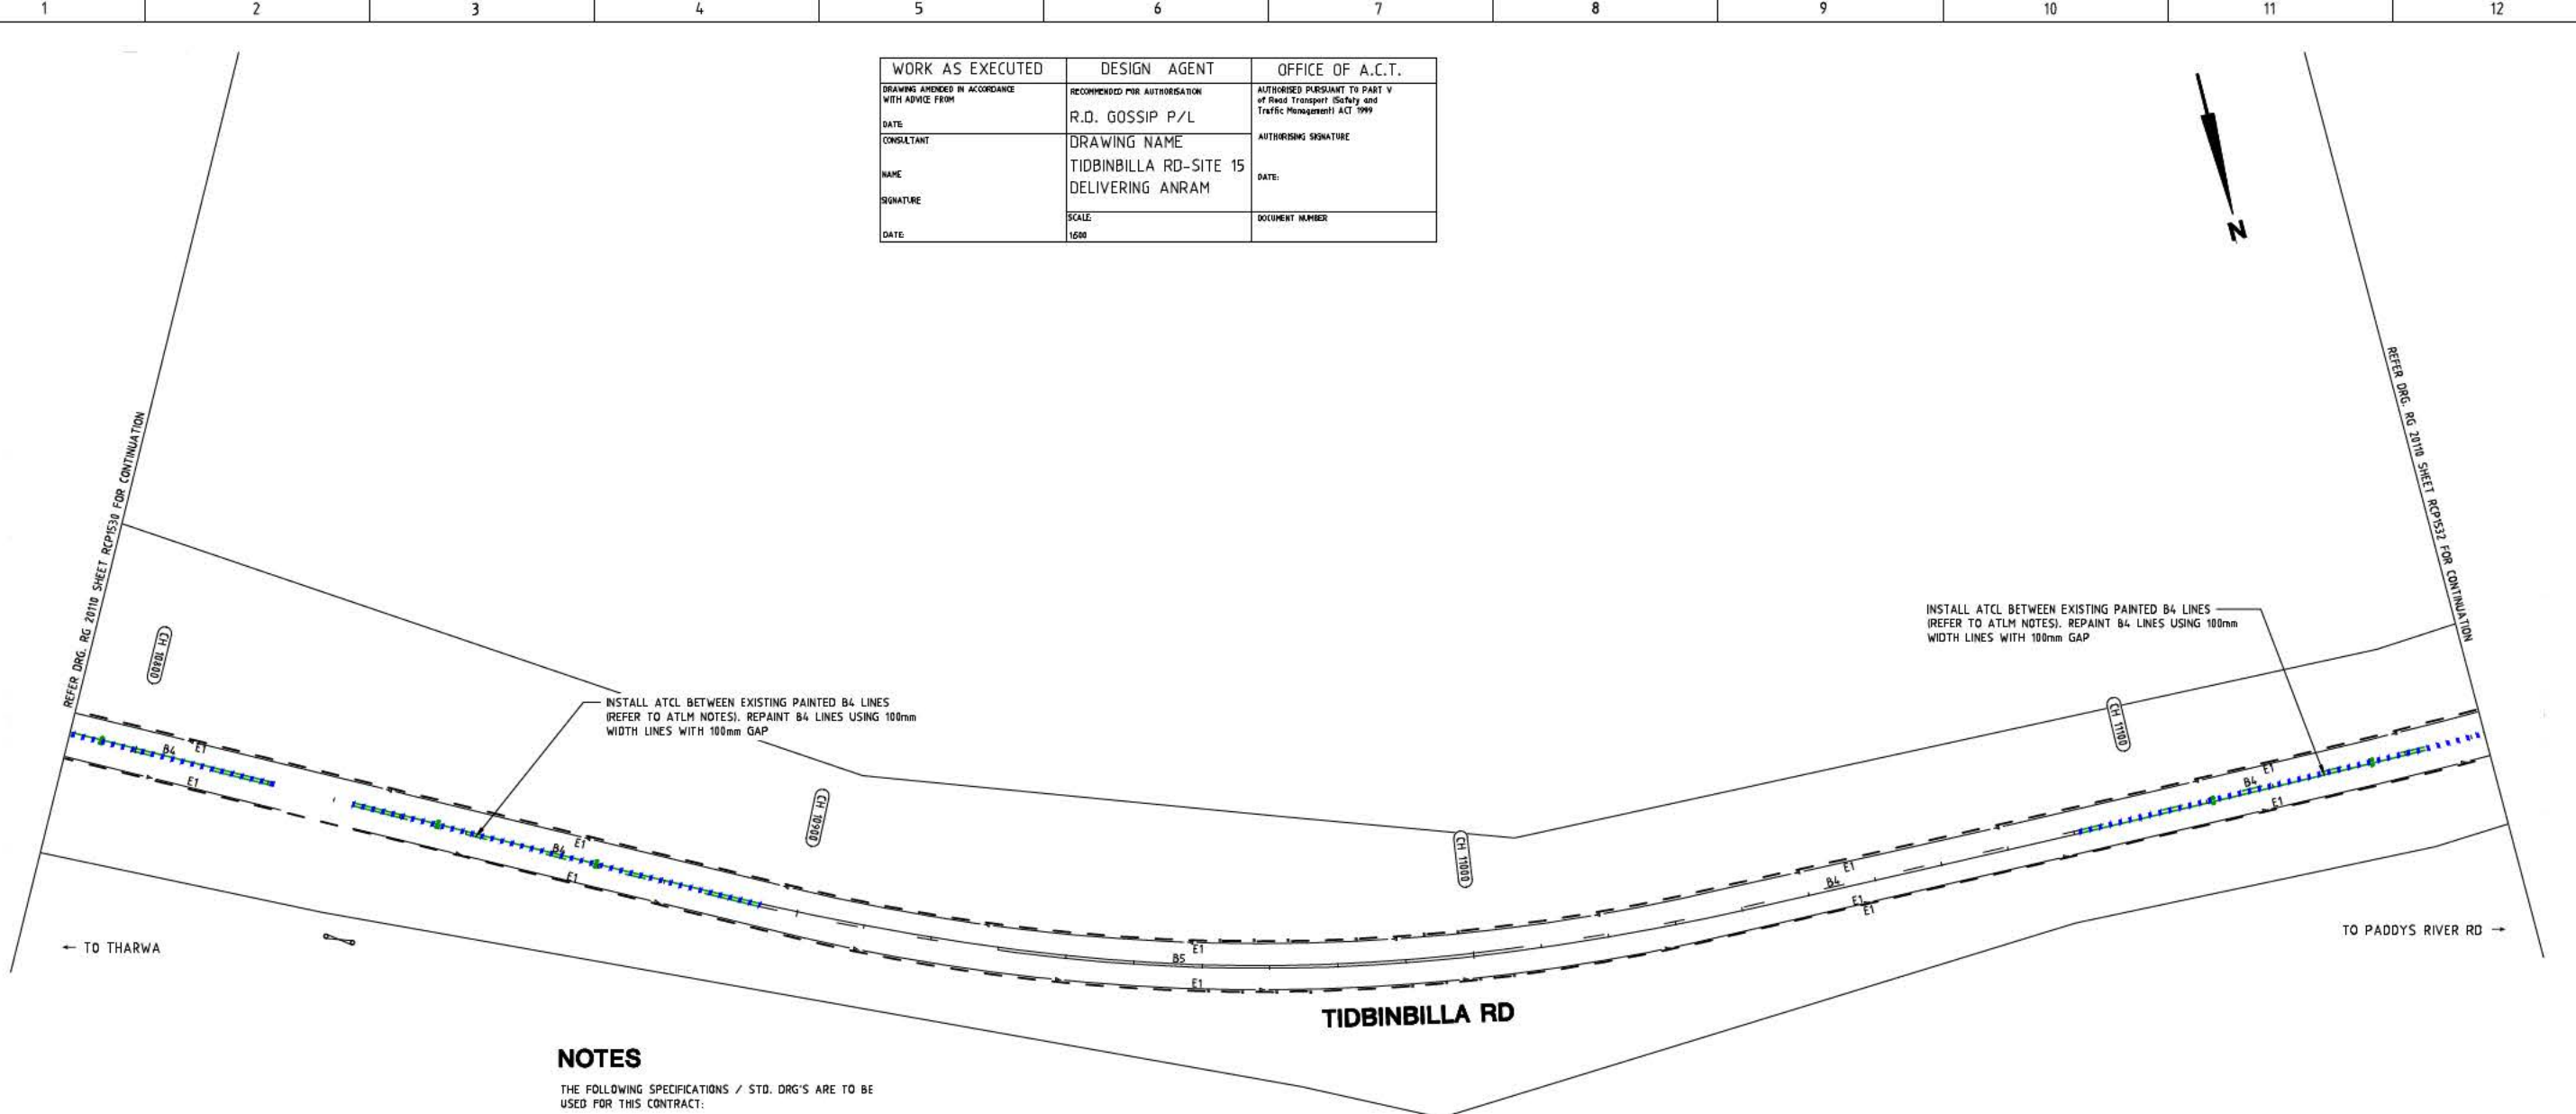 1 2 3 4 5 6 7 8 9 10 11 12
WORK AS EXECUTED
DRAWING AMENDED IN ACCORDANCE
WITH ADVICE FROM
DATE:
CONSULTANT
NAME
SIGNATURE
DATE:
DESIGN AGENT
RECOMMENDED FOR AUTHORISATION
R.D. GOSSIP P/L
DRAWING NAME
TIDBINBILLA RD-SITE 15
DELIVERING ANRAM
SCALE:
1:500
OFFICE OF A.C.T.
AUTHORISED PURSUANT TO PART V
of Road Transport (Safety and
Traffic Management) ACT 1999
AUTHORISING SIGNATURE
DATE:
DOCUMENT NUMBER
N
REFER DRG. RG 20110 SHEET RCP1530 FOR CONTINUATION
REFER DRG. RG 20110 SHEET RCP1532 FOR CONTINUATION
CH 10800
INSTALL ATCL BETWEEN EXISTING PAINTED B4 LINES
(REFER TO ATLM NOTES). REPAINT B4 LINES USING 100mm
WIDTH LINES WITH 100mm GAP
INSTALL ATCL BETWEEN EXISTING PAINTED B4 LINES
(REFER TO ATLM NOTES). REPAINT B4 LINES USING 100mm
WIDTH LINES WITH 100mm GAP
CH 10900
CH 11000
CH 11100
B4
E1
E1
B4
E1
E1
E1
B5
E1
E1
B4
E1
E1
B4
E1
E1
← TO THARWA
TO PADDYS RIVER RD →
TIDBINBILLA RD
NOTES
THE FOLLOWING SPECIFICATIONS / STD. DRG'S ARE TO BE
USED FOR THIS CONTRACT: